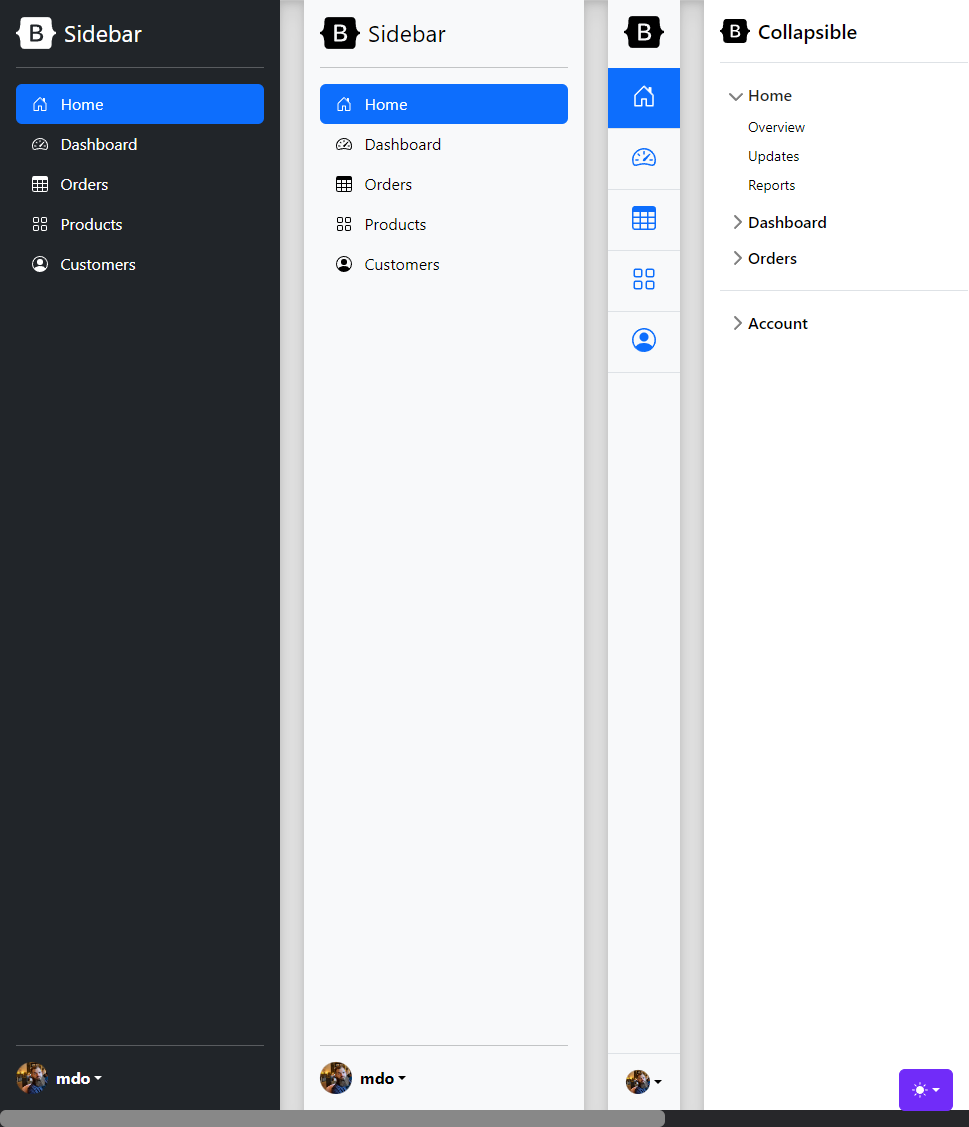 B Sidebar
Home
Dashboard
Orders
Products
Customers
mdo
B Sidebar
Home
Dashboard
Orders
Products
Customers
mdo
B
B Collapsible
Home
Overview
Updates
Reports
Dashboard
Orders
Account